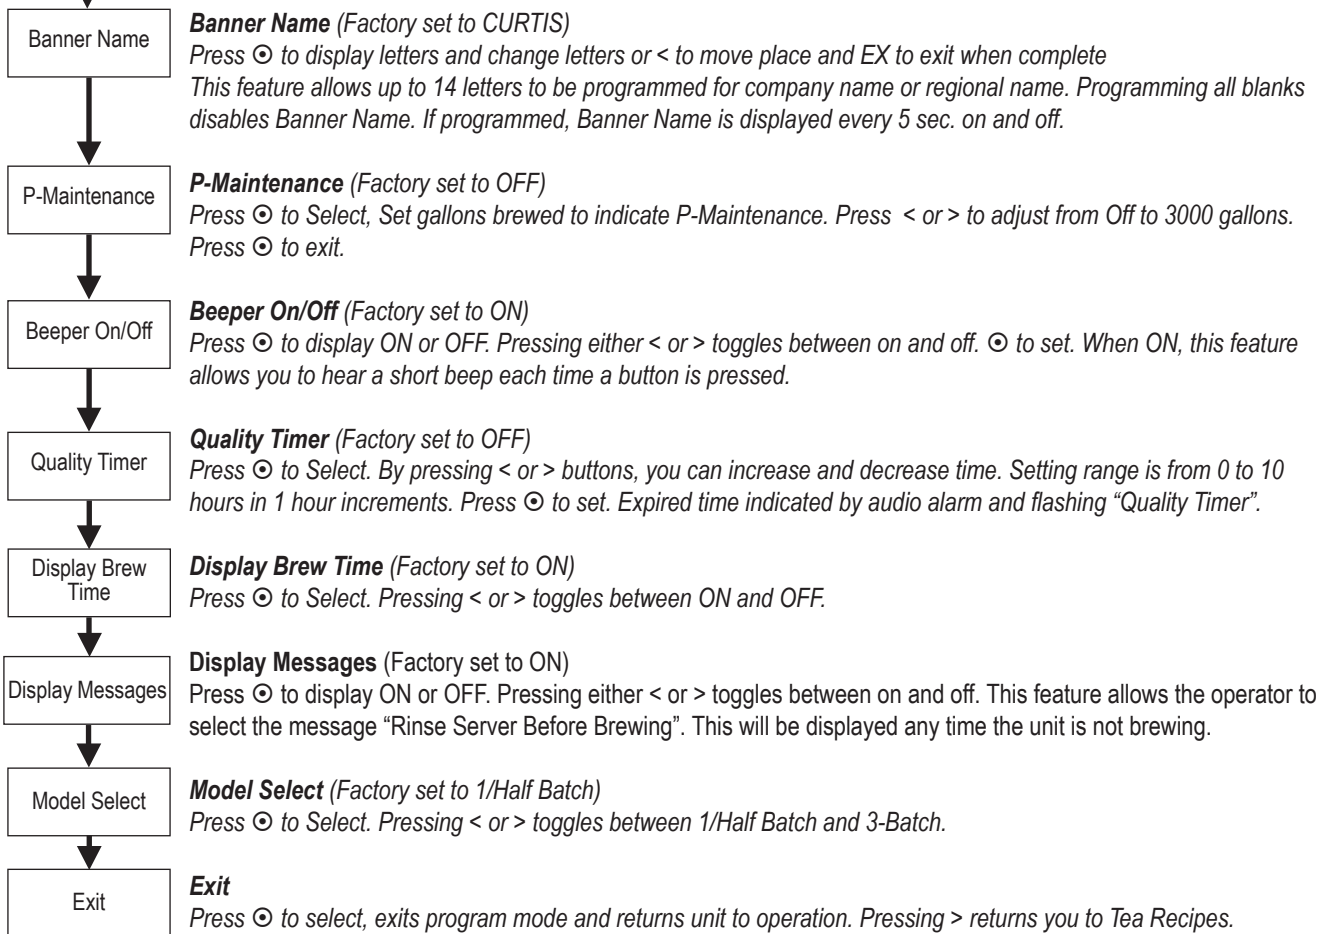 Banner Name
Banner Name (Factory set to CURTIS)
Press ⊙ to display letters and change letters or < to move place and EX to exit when complete
This feature allows up to 14 letters to be programmed for company name or regional name. Programming all blanks
disables Banner Name. If programmed, Banner Name is displayed every 5 sec. on and off.
P-Maintenance
P-Maintenance (Factory set to OFF)
Press ⊙ to Select, Set gallons brewed to indicate P-Maintenance. Press < or > to adjust from Off to 3000 gallons.
Press ⊙ to exit.
Beeper On/Off
Beeper On/Off (Factory set to ON)
Press ⊙ to display ON or OFF. Pressing either < or > toggles between on and off. ⊙ to set. When ON, this feature
allows you to hear a short beep each time a button is pressed.
Quality Timer
Quality Timer (Factory set to OFF)
Press ⊙ to Select. By pressing < or > buttons, you can increase and decrease time. Setting range is from 0 to 10
hours in 1 hour increments. Press ⊙ to set. Expired time indicated by audio alarm and flashing “Quality Timer”.
Display Brew
Time
Display Brew Time (Factory set to ON)
Press ⊙ to Select. Pressing < or > toggles between ON and OFF.
Display Messages
Display Messages (Factory set to ON)
Press ⊙ to display ON or OFF. Pressing either < or > toggles between on and off. This feature allows the operator to
select the message “Rinse Server Before Brewing”. This will be displayed any time the unit is not brewing.
Model Select
Model Select (Factory set to 1/Half Batch)
Press ⊙ to Select. Pressing < or > toggles between 1/Half Batch and 3-Batch.
Exit
Exit
Press ⊙ to select, exits program mode and returns unit to operation. Pressing > returns you to Tea Recipes.